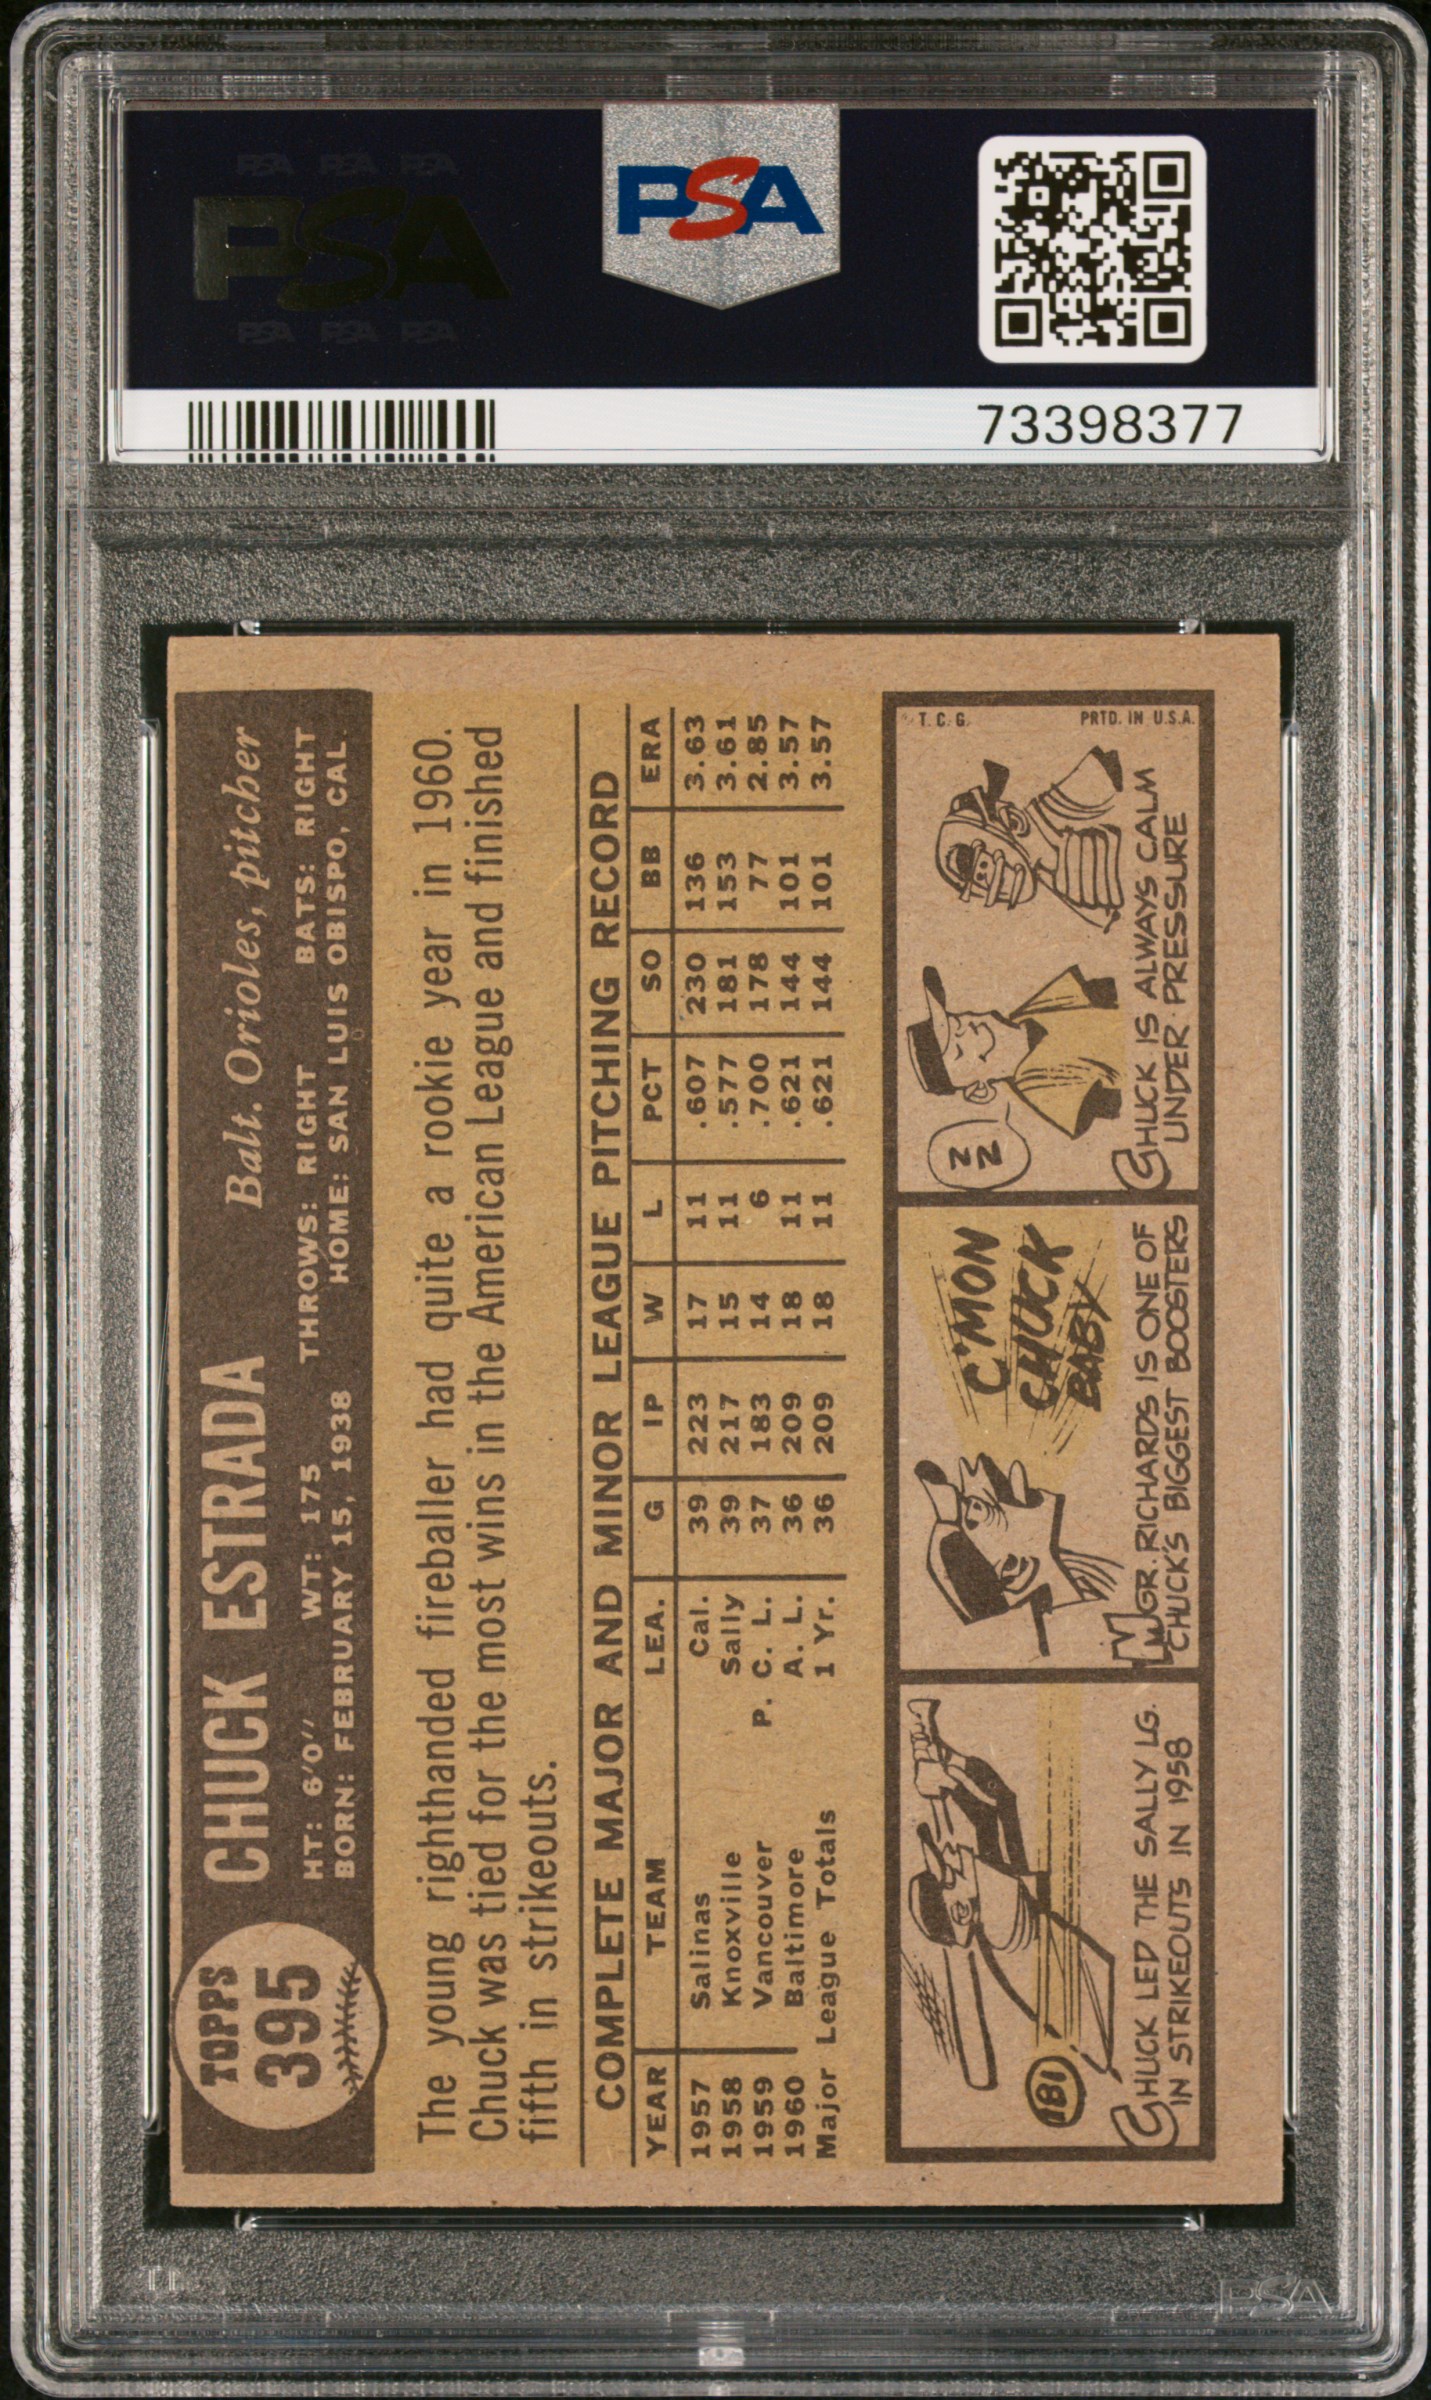 PSA PSA PSA
PSA
PSA PSA PSA
PSA
73398377
TOPPS
395
CHUCK ESTRADA
Balt. Orioles, pitcher
HT: 6'0" WT: 175 THROWS: RIGHT BATS: RIGHT
BORN: FEBRUARY 15, 1938 HOME: SAN LUIS OBISPO, CAL.
The young righthanded fireballer had quite a rookie year in 1960.
Chuck was tied for the most wins in the American League and finished
fifth in strikeouts.
COMPLETE MAJOR AND MINOR LEAGUE PITCHING RECORD
YEAR TEAM LEA. G IP W L PCT SO BB ERA
1957 Salinas Cal. 39 223 17 11 .607 230 136 3.63
1958 Knoxville Sally 39 217 15 11 .577 181 153 3.61
1959 Vancouver P. C. L. 37 183 14 6 .700 178 77 2.85
1960 Baltimore A. L. 36 209 18 11 .621 144 101 3.57
Major League Totals 1 Yr. 36 209 18 11 .621 144 101 3.57
181
CHUCK LED THE SALLY LG.
IN STRIKEOUTS IN 1958
C'MON
CHUCK
BABY
MGR. RICHARDS IS ONE OF
CHUCK'S BIGGEST BOOSTERS
ZZ
T. C. G. PRTD. IN U.S.A.
CHUCK IS ALWAYS CALM
UNDER PRESSURE
PSA